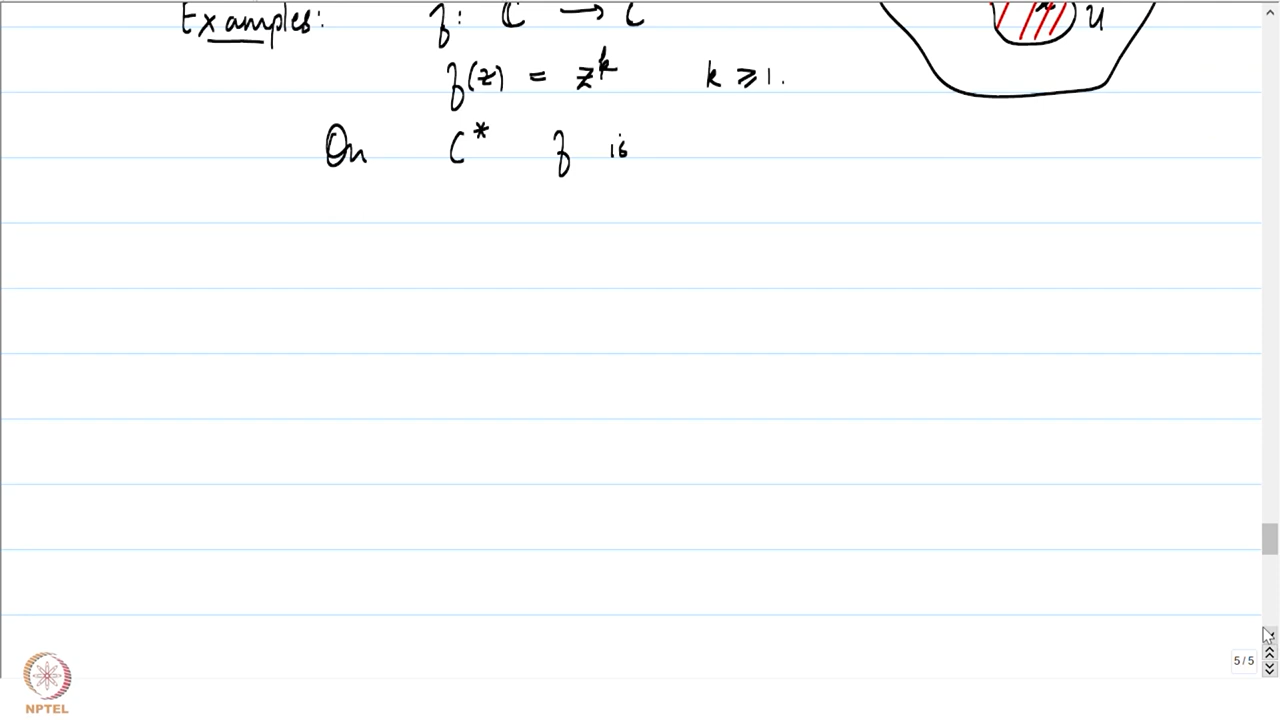 Examples: f: ℂ → ℂ
U
f(z) = z^k k ≥ 1.
On ℂ* f is
5 / 5
NPTEL